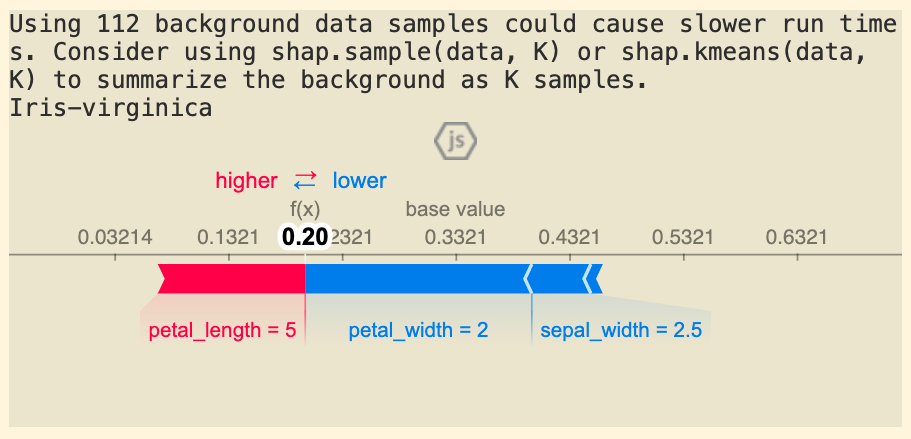 Using 112 background data samples could cause slower run time
s. Consider using shap.sample(data, K) or shap.kmeans(data,
K) to summarize the background as K samples.
Iris-virginica
js
higher ⇄ lower
f(x) base value
0.03214 0.1321 0.20 2321 0.3321 0.4321 0.5321 0.6321
petal_length = 5 petal_width = 2 sepal_width = 2.5